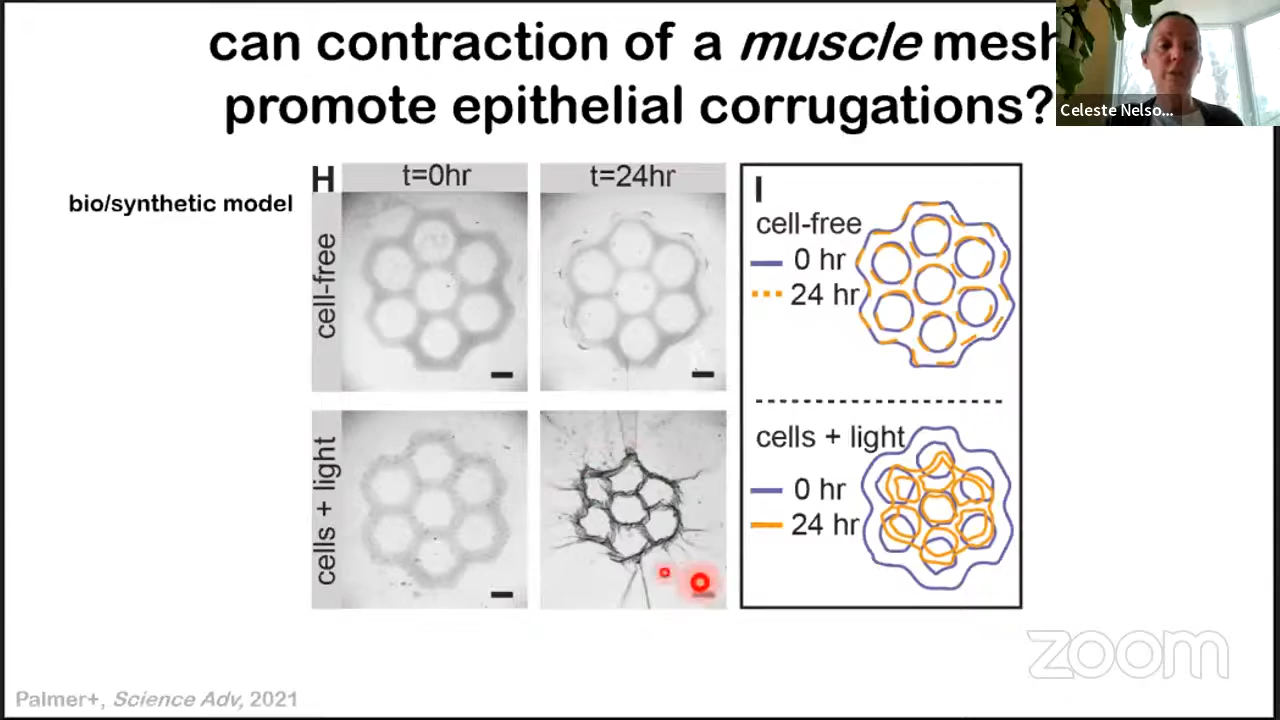 can contraction of a muscle mesh
promote epithelial corrugations?
Celeste Nelso...
bio/synthetic model
H
t=0hr
t=24hr
cell-free
cells + light
I
cell-free
0 hr
24 hr
cells + light
0 hr
24 hr
zoom
Palmer+, Science Adv, 2021